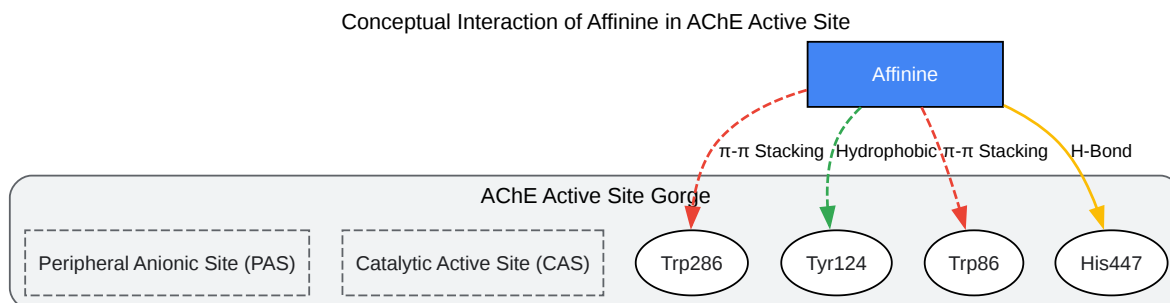 Conceptual Interaction of Affinine in AChE Active Site
Affinine
π-π Stacking
Hydrophobic
π-π Stacking
H-Bond
AChE Active Site Gorge
Peripheral Anionic Site (PAS)
Catalytic Active Site (CAS)
Trp286
Tyr124
Trp86
His447